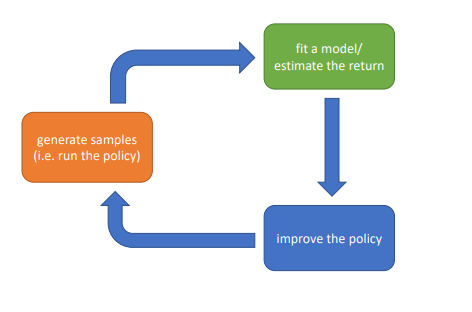 fit a model/
estimate the return
generate samples
(i.e. run the policy)
improve the policy